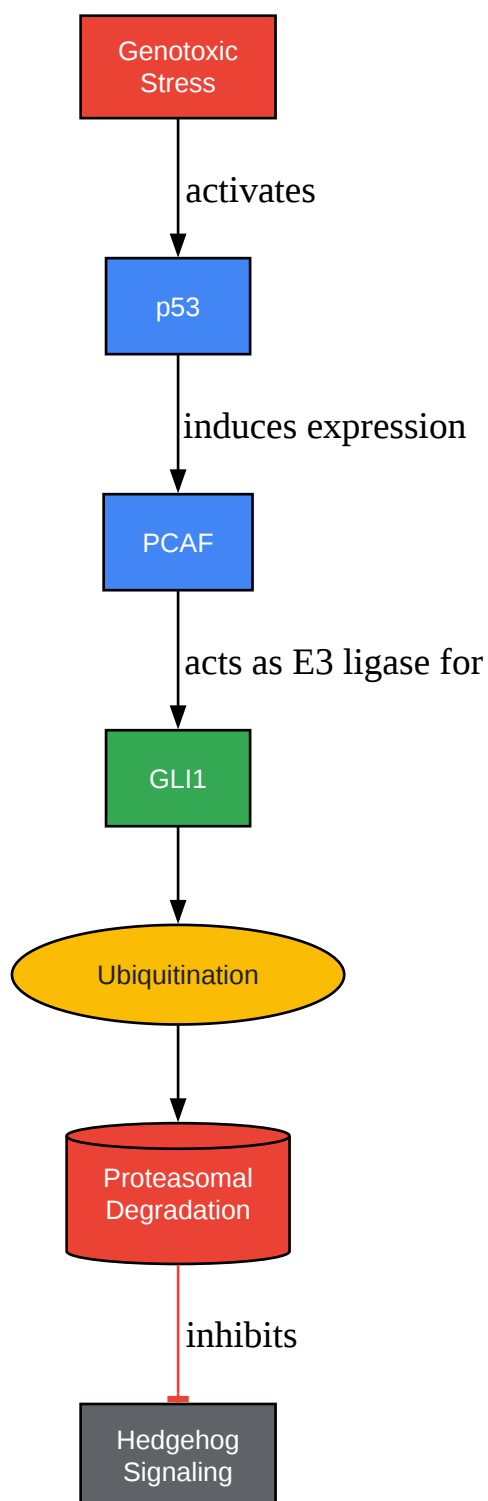 Genotoxic
Stress
activates
p53
induces expression
PCAF
acts as E3 ligase for
GLI1
Ubiquitination
Proteasomal
Degradation
inhibits
Hedgehog
Signaling